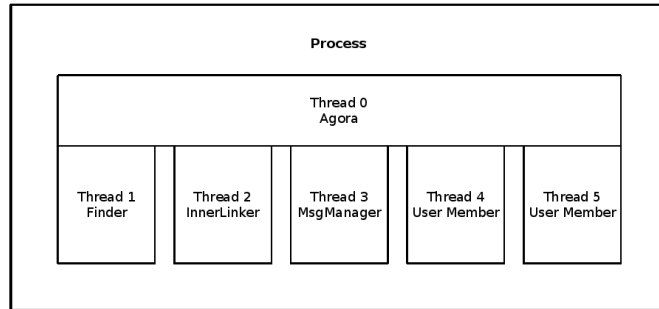 Process
Thread 0
Agora
Thread 1
Finder
Thread 2
InnerLinker
Thread 3
MsgManager
Thread 4
User Member
Thread 5
User Member